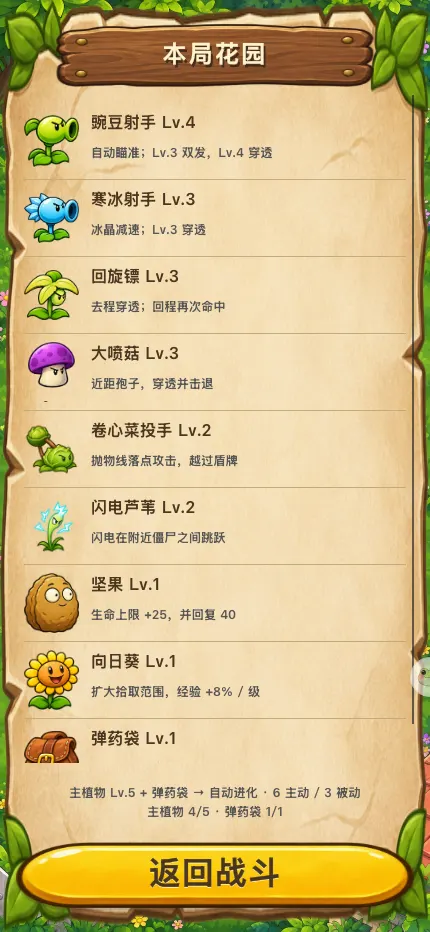 本局花园
豌豆射手 Lv.4
自动瞄准；Lv.3 双发，Lv.4 穿透
寒冰射手 Lv.3
冰晶减速；Lv.3 穿透
回旋镖 Lv.3
去程穿透；回程再次命中
大喷菇 Lv.3
近距孢子，穿透并击退
卷心菜投手 Lv.2
抛物线落点攻击，越过盾牌
闪电芦苇 Lv.2
闪电在附近僵尸之间跳跃
坚果 Lv.1
生命上限 +25，并回复 40
向日葵 Lv.1
扩大拾取范围，经验 +8% / 级
弹药袋 Lv.1
主植物 Lv.5 + 弹药袋 → 自动进化 · 6 主动 / 3 被动
主植物 4/5 · 弹药袋 1/1
返回战斗